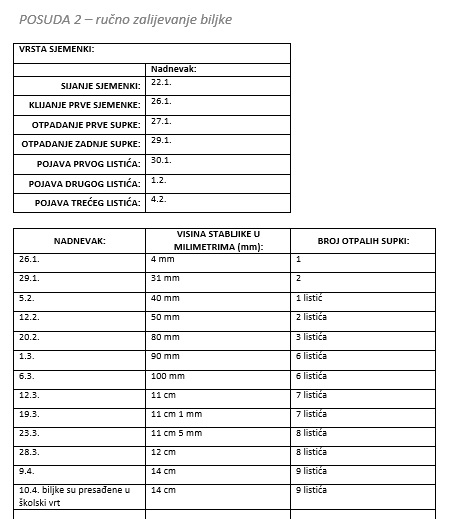 POSUDA 2 – ručno zalijevanje biljke
VRSTA SJEMENKI:
Nadnevak:
SIJANJE SJEMENKI: 22.1.
KLIJANJE PRVE SJEMENKE: 26.1.
OTPADANJE PRVE SUPKE: 27.1.
OTPADANJE ZADNJE SUPKE: 29.1.
POJAVA PRVOG LISTIĆA: 30.1.
POJAVA DRUGOG LISTIĆA: 1.2.
POJAVA TREĆEG LISTIĆA: 4.2.
NADNEVAK: VISINA STABLJIKE U MILIMETRIMA (mm): BROJ OTPALIH SUPKI:
26.1. 4 mm 1
29.1. 31 mm 2
5.2. 40 mm 1 listić
12.2. 50 mm 2 listića
20.2. 80 mm 3 listića
1.3. 90 mm 6 listića
6.3. 100 mm 6 listića
12.3. 11 cm 7 listića
19.3. 11 cm 1 mm 7 listića
23.3. 11 cm 5 mm 8 listića
28.3. 12 cm 8 listića
9.4. 14 cm 9 listića
10.4. biljke su presađene u školski vrt 14 cm 9 listića